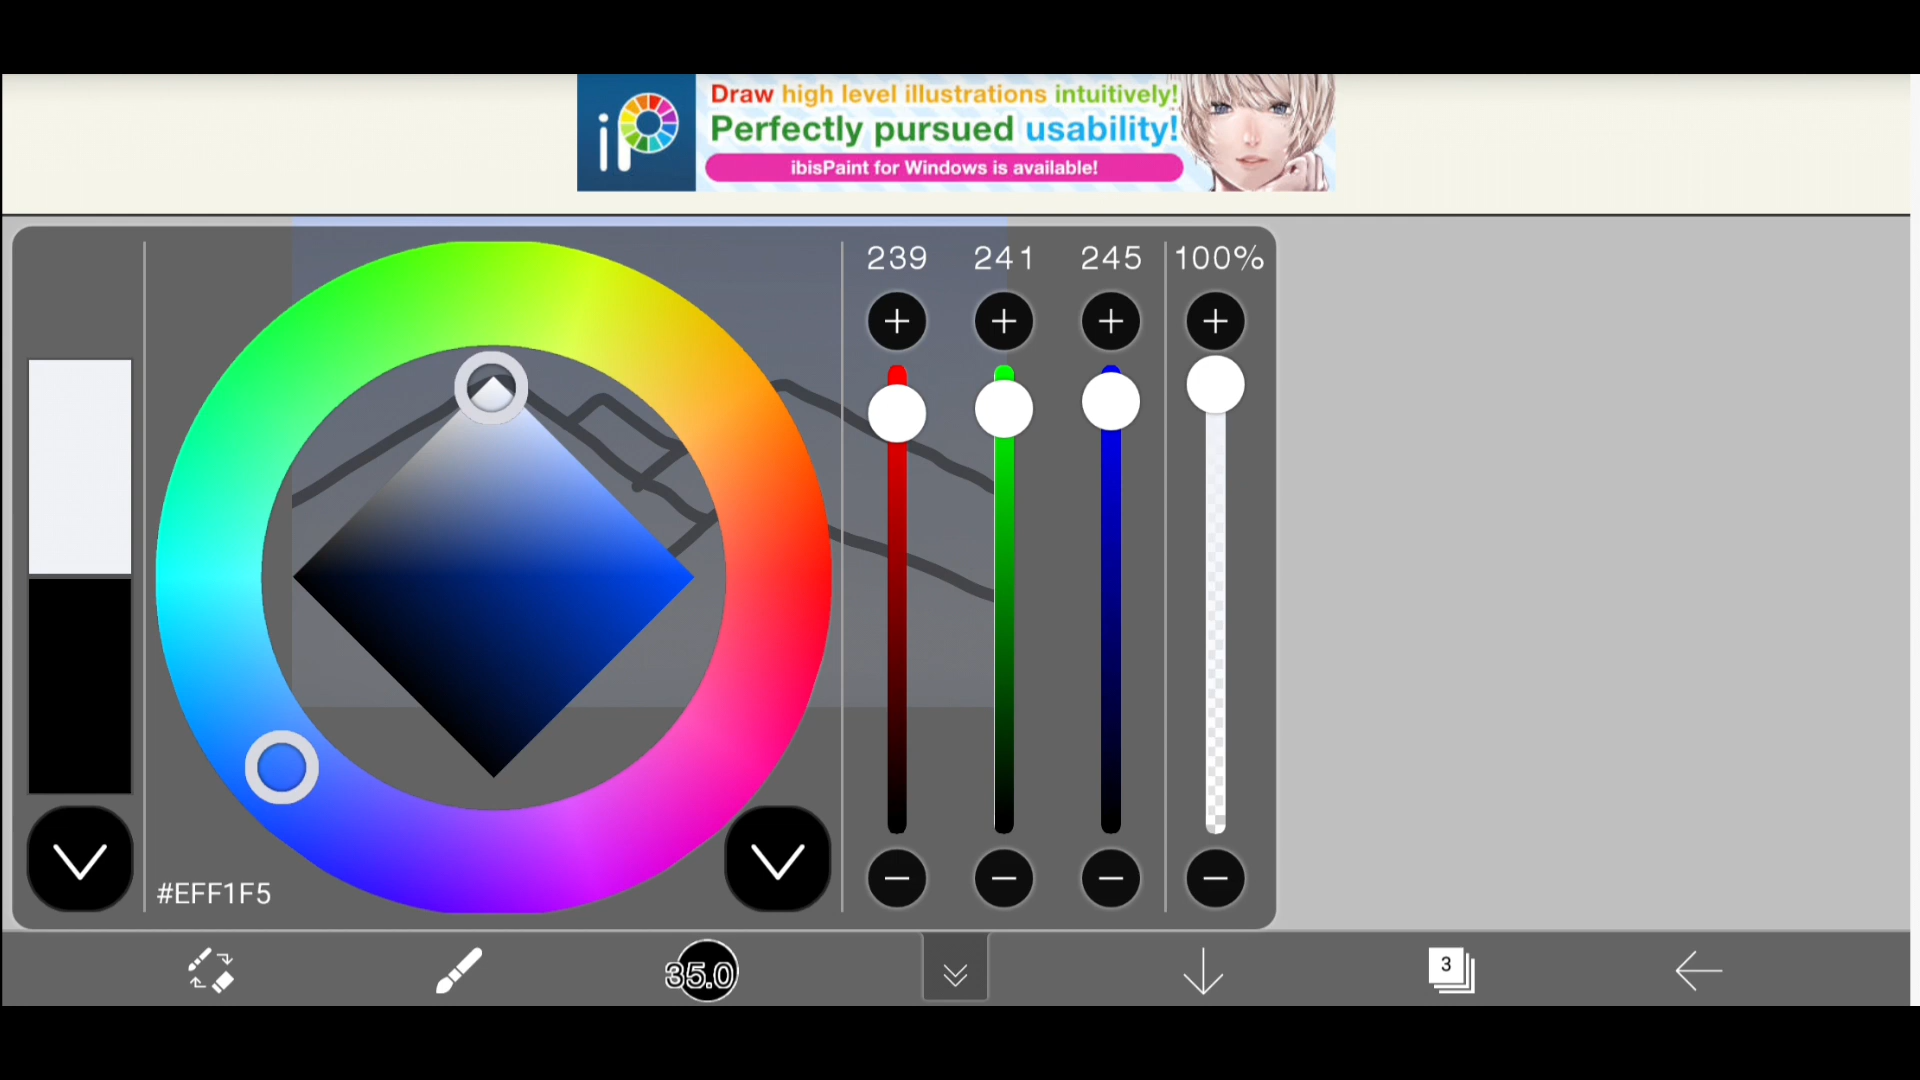 iP
Draw high level illustrations intuitively!
Perfectly pursued usability!
ibisPaint for Windows is available!
239 241 245 100%
#EFF1F5
35.0
3